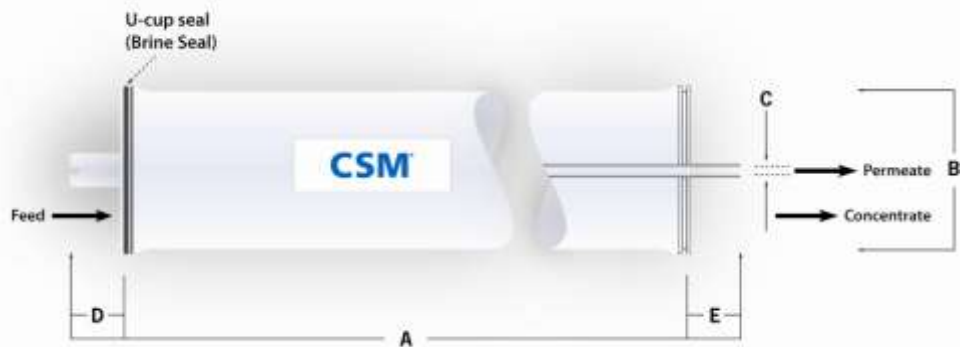 U-cup seal
(Brine Seal)
CSM
C
Permeate
B
Feed
Concentrate
D
A
E